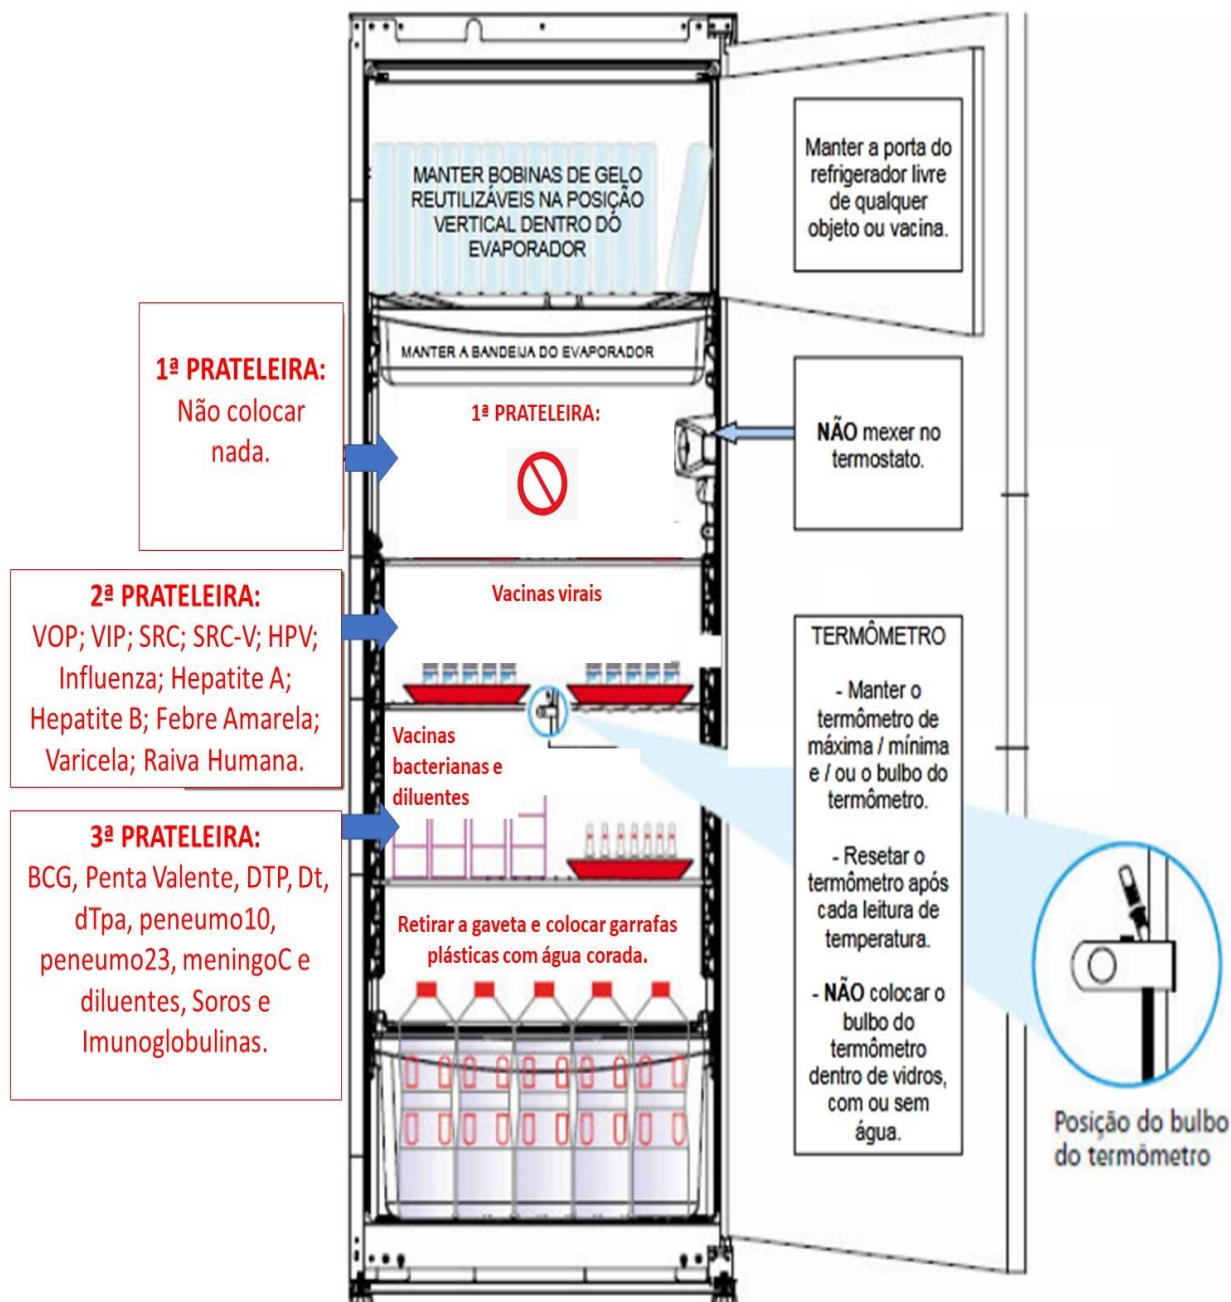 MANTER BOBINAS DE GELO
REUTILIZÁVEIS NA POSIÇÃO
VERTICAL DENTRO DO
EVAPORADOR
Manter a porta do
refrigerador livre
de qualquer
objeto ou vacina.
MANTER A BANDEIJA DO EVAPORADOR
1ª PRATELEIRA:
Não colocar
nada.
1ª PRATELEIRA:
NÃO mexer no
termostato.
2ª PRATELEIRA:
VOP; VIP; SRC; SRC-V; HPV;
Influenza; Hepatite A;
Hepatite B; Febre Amarela;
Varicela; Raiva Humana.
Vacinas virais
TERMÔMETRO
- Manter o
termômetro de
máxima / mínima
e / ou o bulbo do
termômetro.
- Resetar o
termômetro após
cada leitura de
temperatura.
- NÃO colocar o
bulbo do
termômetro
dentro de vidros,
com ou sem
água.
Vacinas
bacterianas e
diluentes
3ª PRATELEIRA:
BCG, Penta Valente, DTP, Dt,
dTpa, peneumo10,
peneumo23, meningoC e
diluentes, Soros e
Imunoglobulinas.
Retirar a gaveta e colocar garrafas
plásticas com água corada.
Posição do bulbo
do termômetro